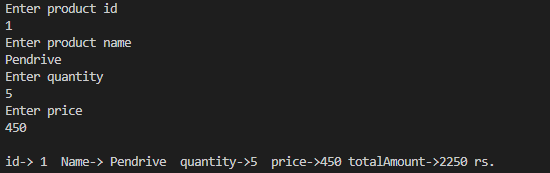 Enter product id
1
Enter product name
Pendrive
Enter quantity
5
Enter price
450
id-> 1  Name-> Pendrive  quantity->5  price->450 totalAmount->2250 rs.